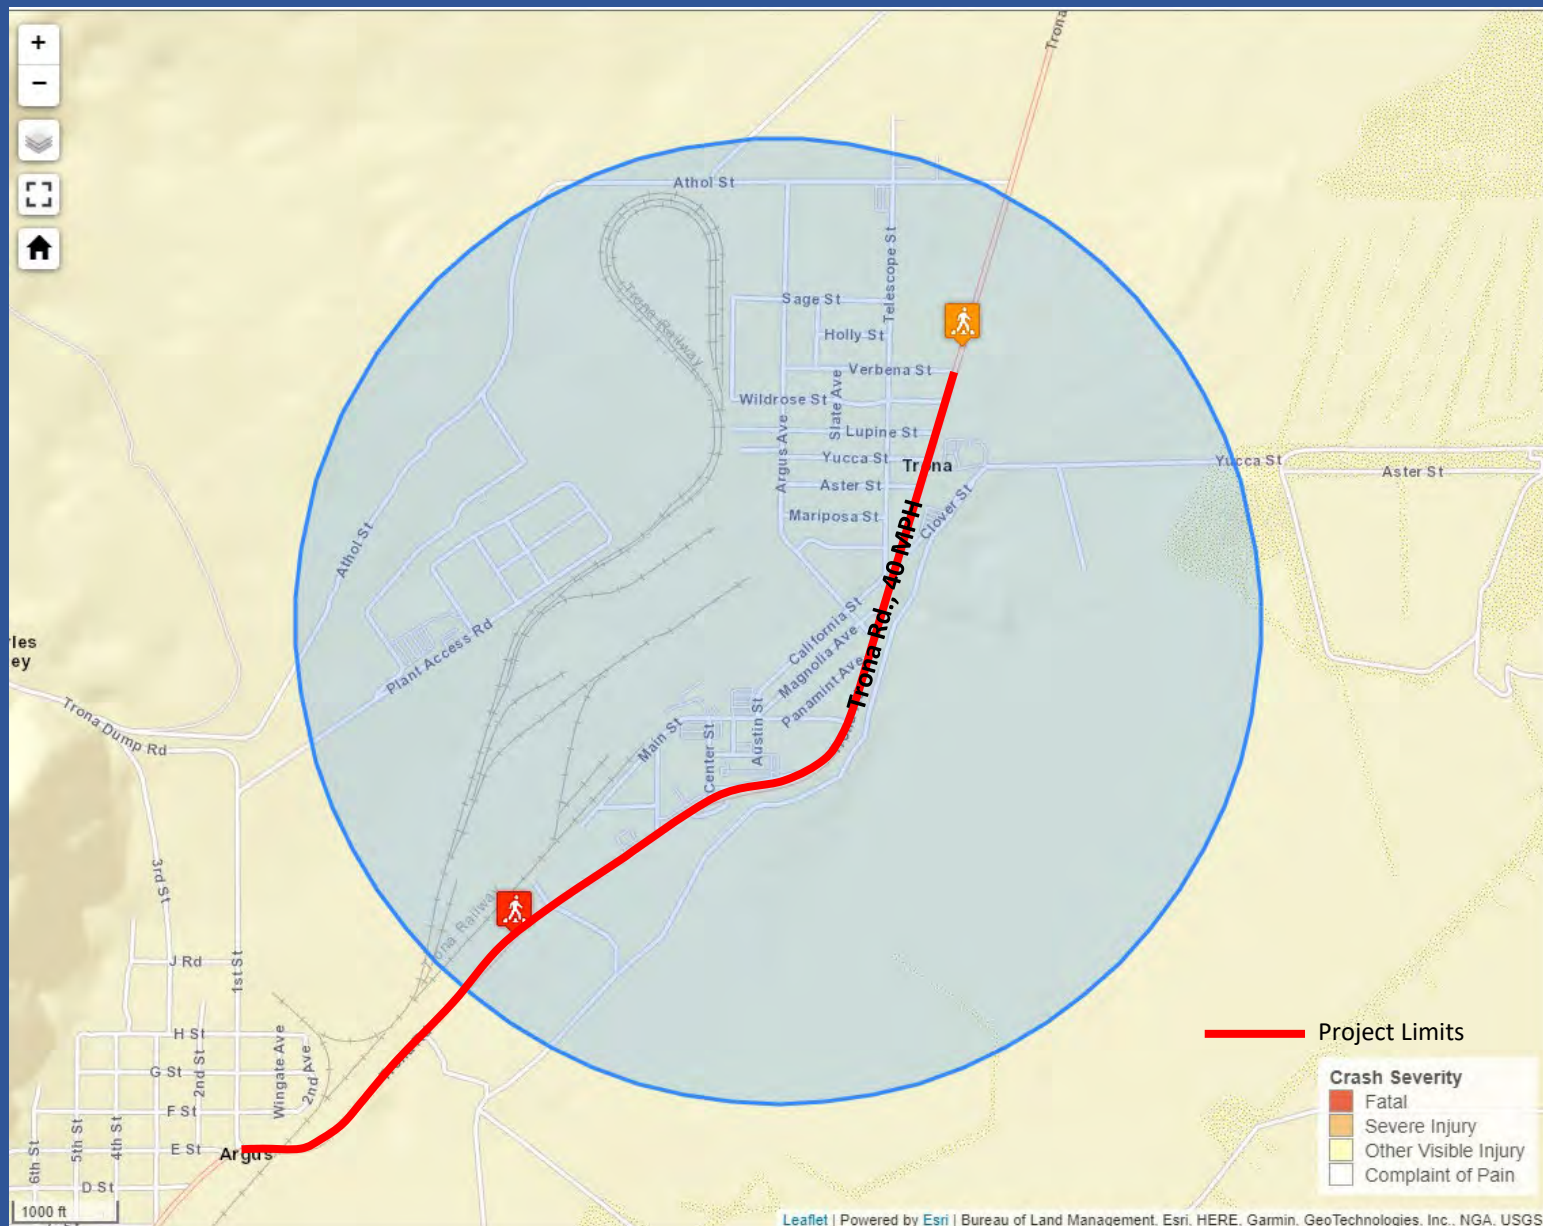 +
−
Trona
Athol St
Telescope St
Sage St
Trona Railway
Holly St
Verbena St
Slate Ave
Wildrose St
Argus Ave
Lupine St
Yucca St
Trona
Yucca St
Aster St
Aster St
Mariposa St
Clover St
Athol St
Trona Rd., 40 MPH
California St
Magnolia Ave
Panamint Ave
Plant Access Rd
rles
ey
Trona Dump Rd
Main St
Center St
Austin St
3rd St
ona Railway
J Rd
1st St
H St
Wingate Ave
2nd Ave
G St
2nd St
F St
6th St
5th St
4th St
E St
Argus
D St
Project Limits
Crash Severity
Fatal
Severe Injury
Other Visible Injury
Complaint of Pain
1000 ft
Leaflet | Powered by Esri | Bureau of Land Management, Esri, HERE, Garmin, GeoTechnologies, Inc., NGA, USGS